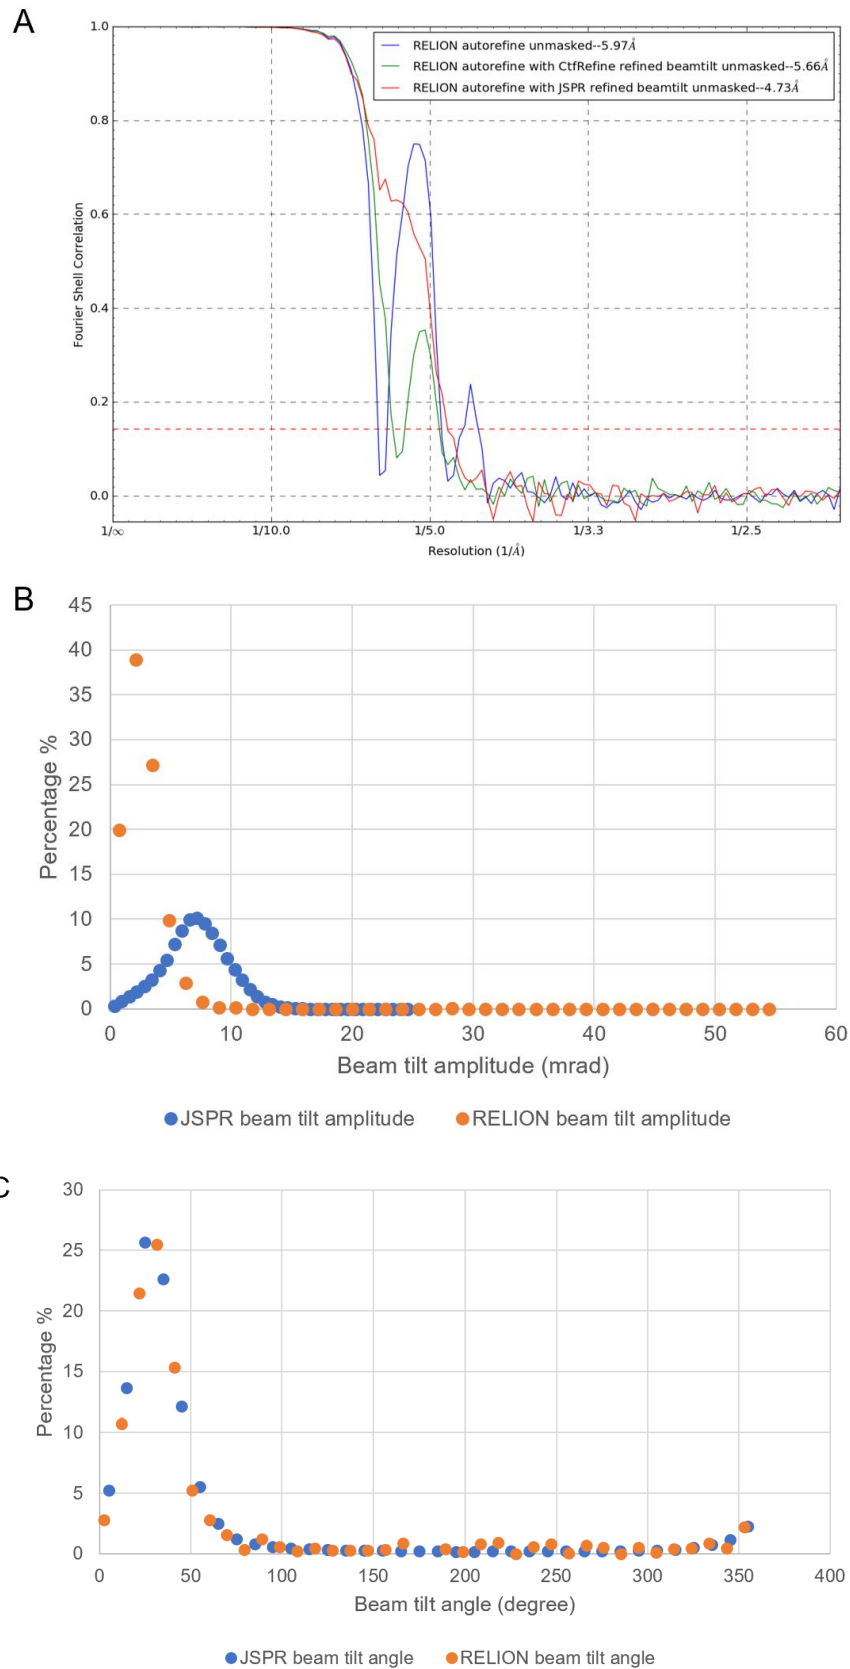 A
RELION autorefine unmasked--5.97Å
RELION autorefine with CtfRefine refined beamtilt unmasked--5.66Å
RELION autorefine with JSPR refined beamtilt unmasked--4.73Å
1.0
0.8
0.6
0.4
0.2
0.0
Fourier Shell Correlation
1/∞ 1/10.0 1/5.0 1/3.3 1/2.5
Resolution (1/Å)
B
45
40
35
30
25
20
15
10
5
0
Percentage %
0 10 20 30 40 50 60
Beam tilt amplitude (mrad)
JSPR beam tilt amplitude RELION beam tilt amplitude
C
30
25
20
15
10
5
0
Percentage %
0 50 100 150 200 250 300 350 400
Beam tilt angle (degree)
JSPR beam tilt angle RELION beam tilt angle